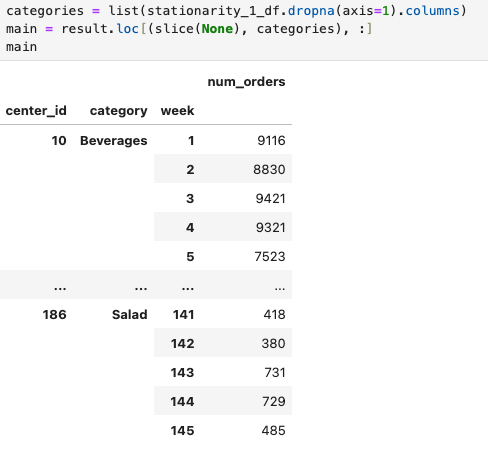 categories = list(stationarity_1_df.dropna(axis=1).columns)
main = result.loc[(slice(None), categories), :]
main
num_orders
center_id category week
10 Beverages 1 9116
2 8830
3 9421
4 9321
5 7523
... ... ... ...
186 Salad 141 418
142 380
143 731
144 729
145 485